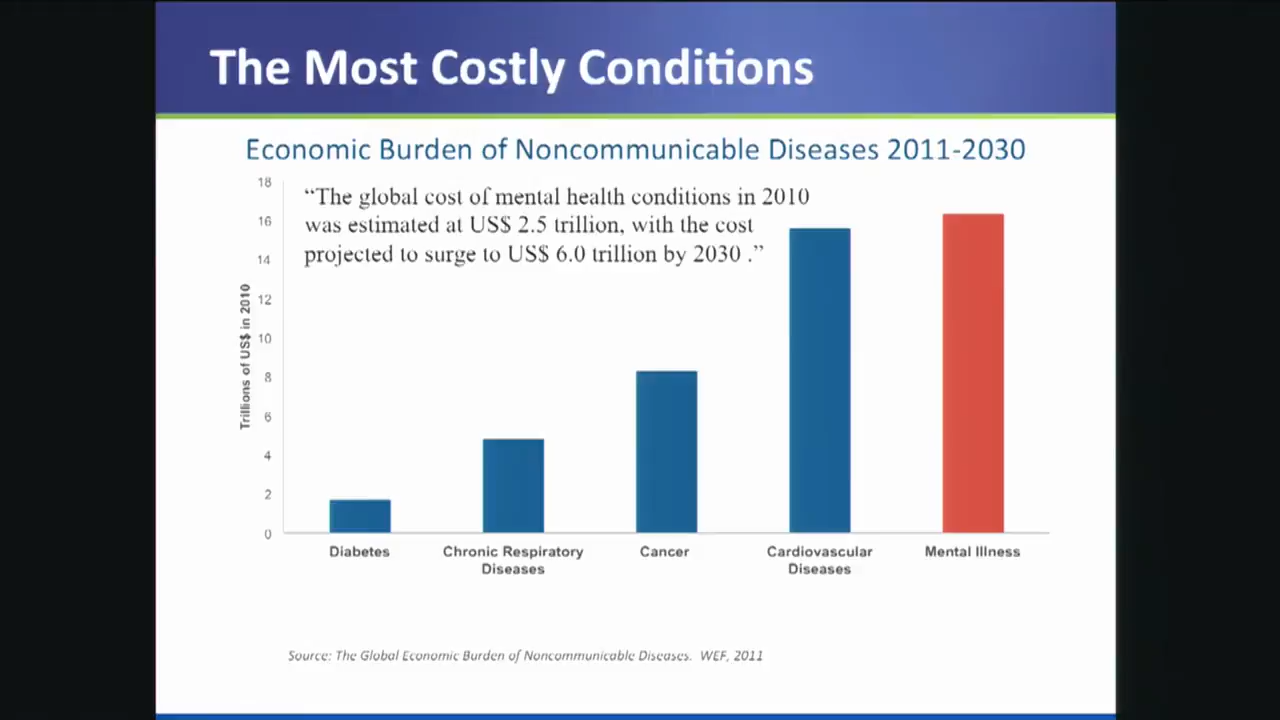 The Most Costly Conditions
Economic Burden of Noncommunicable Diseases 2011-2030
“The global cost of mental health conditions in 2010
was estimated at US$ 2.5 trillion, with the cost
projected to surge to US$ 6.0 trillion by 2030 .”
Trillions of US$ in 2010
18
16
14
12
10
8
6
4
2
0
Diabetes
Chronic Respiratory
Diseases
Cancer
Cardiovascular
Diseases
Mental Illness
Source: The Global Economic Burden of Noncommunicable Diseases. WEF, 2011